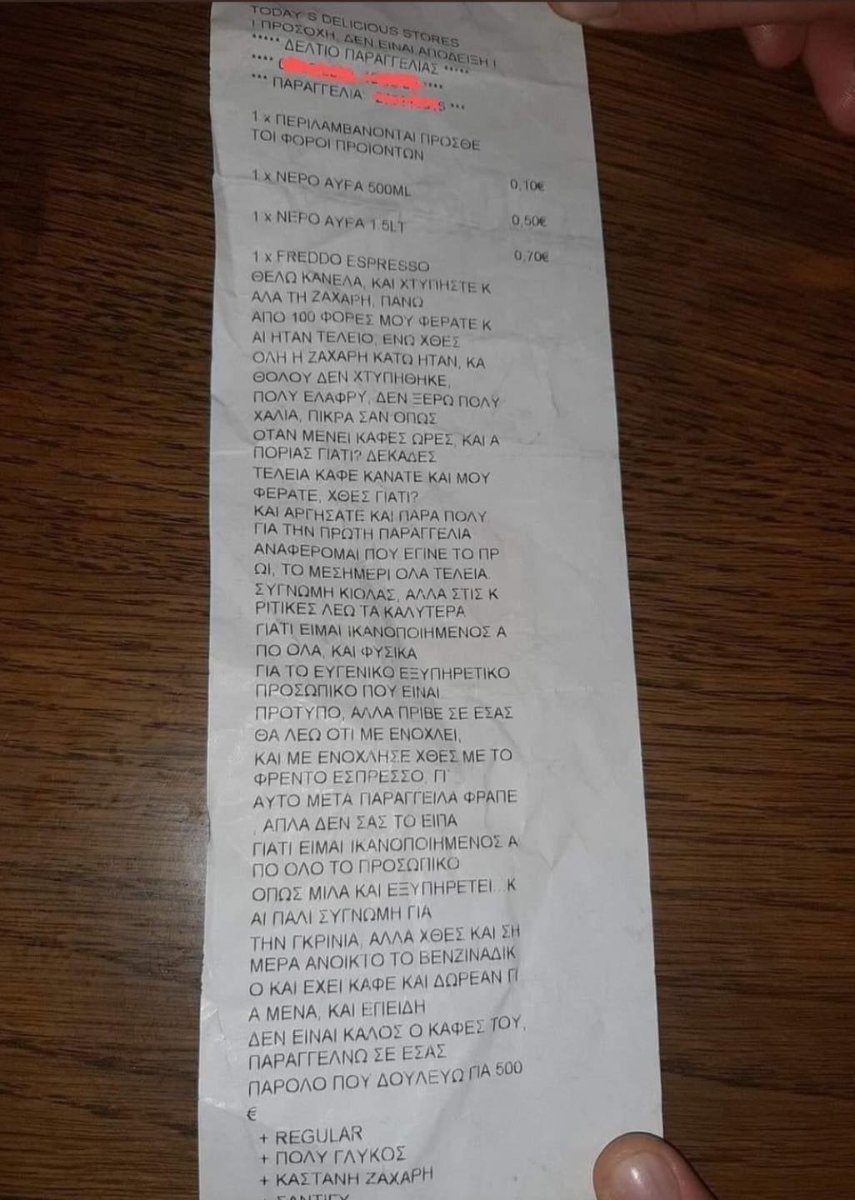 TODAY'S DELICIOUS STORES
! ΠΡΟΣΟΧΗ, ΔΕΝ ΕΙΝΑΙ ΑΠΟΔΕΙΞΗ !
***** ΔΕΛΤΙΟ ΠΑΡΑΓΓΕΛΙΑΣ *****
**** ****
*** ΠΑΡΑΓΓΕΛΙΑ: ***
1 x ΠΕΡΙΛΑΜΒΑΝΟΝΤΑΙ ΠΡΟΣΘΕ
ΤΟΙ ΦΟΡΟΙ ΠΡΟΙΟΝΤΩΝ
1 x ΝΕΡΟ ΑΥΡΑ 500ML 0,10€
1 x ΝΕΡΟ ΑΥΡΑ 1.5LT 0,50€
1 x FREDDO ESPRESSO 0,70€
ΘΕΛΩ ΚΑΝΕΛΑ, ΚΑΙ ΧΤΥΠΗΣΤΕ Κ
ΑΛΑ ΤΗ ΖΑΧΑΡΗ, ΠΑΝΩ
ΑΠΟ 100 ΦΟΡΕΣ ΜΟΥ ΦΕΡΑΤΕ Κ
ΑΙ ΗΤΑΝ ΤΕΛΕΙΟ, ΕΝΩ ΧΘΕΣ
ΟΛΗ Η ΖΑΧΑΡΗ ΚΑΤΩ ΗΤΑΝ, ΚΑ
ΘΟΛΟΥ ΔΕΝ ΧΤΥΠΗΘΗΚΕ,
ΠΟΛΥ ΕΛΑΦΡΥ, ΔΕΝ ΞΕΡΩ ΠΟΛΥ
ΧΑΛΙΑ, ΠΙΚΡΑ ΣΑΝ ΟΠΩΣ
ΟΤΑΝ ΜΕΝΕΙ ΚΑΦΕΣ ΩΡΕΣ, ΚΑΙ Α
ΠΟΡΙΑΣ ΓΙΑΤΙ? ΔΕΚΑΔΕΣ
ΤΕΛΕΙΑ ΚΑΦΕ ΚΑΝΑΤΕ ΚΑΙ ΜΟΥ
ΦΕΡΑΤΕ, ΧΘΕΣ ΓΙΑΤΙ?
ΚΑΙ ΑΡΓΗΣΑΤΕ ΚΑΙ ΠΑΡΑ ΠΟΛΥ.
ΓΙΑ ΤΗΝ ΠΡΩΤΗ ΠΑΡΑΓΓΕΛΙΑ
ΑΝΑΦΕΡΟΜΑΙ ΠΟΥ ΕΓΙΝΕ ΤΟ ΠΡ
ΩΙ, ΤΟ ΜΕΣΗΜΕΡΙ ΟΛΑ ΤΕΛΕΙΑ.
ΣΥΓΝΩΜΗ ΚΙΟΛΑΣ, ΑΛΛΑ ΣΤΙΣ Κ
ΡΙΤΙΚΕΣ ΛΕΩ ΤΑ ΚΑΛΥΤΕΡΑ
ΓΙΑΤΙ ΕΙΜΑΙ ΙΚΑΝΟΠΟΙΗΜΕΝΟΣ Α
ΠΟ ΟΛΑ, ΚΑΙ ΦΥΣΙΚΑ
ΓΙΑ ΤΟ ΕΥΓΕΝΙΚΟ ΕΞΥΠΗΡΕΤΙΚΟ
ΠΡΟΣΩΠΙΚΟ ΠΟΥ ΕΙΝΑΙ
ΠΡΟΤΥΠΟ, ΑΛΛΑ ΠΡΙΒΕ ΣΕ ΕΣΑΣ
ΘΑ ΛΕΩ ΟΤΙ ΜΕ ΕΝΟΧΛΕΙ,
ΚΑΙ ΜΕ ΕΝΟΧΛΗΣΕ ΧΘΕΣ ΜΕ ΤΟ
ΦΡΕΝΤΟ ΕΣΠΡΕΣΣΟ, ΓΙ΄
ΑΥΤΟ ΜΕΤΑ ΠΑΡΑΓΓΕΙΛΑ ΦΡΑΠΕ
, ΑΠΛΑ ΔΕΝ ΣΑΣ ΤΟ ΕΙΠΑ
ΓΙΑΤΙ ΕΙΜΑΙ ΙΚΑΝΟΠΟΙΗΜΕΝΟΣ Α
ΠΟ ΟΛΟ ΤΟ ΠΡΟΣΩΠΙΚΟ
ΟΠΩΣ ΜΙΛΑ ΚΑΙ ΕΞΥΠΗΡΕΤΕΙ...Κ
ΑΙ ΠΑΛΙ ΣΥΓΝΩΜΗ ΓΙΑ
ΤΗΝ ΓΚΡΙΝΙΑ, ΑΛΛΑ ΧΘΕΣ ΚΑΙ ΣΗ
ΜΕΡΑ ΑΝΟΙΚΤΟ ΤΟ ΒΕΝΖΙΝΑΔΙΚ
Ο ΚΑΙ ΕΧΕΙ ΚΑΦΕ ΚΑΙ ΔΩΡΕΑΝ ΓΙ
Α ΜΕΝΑ, ΚΑΙ ΕΠΕΙΔΗ
ΔΕΝ ΕΙΝΑΙ ΚΑΛΟΣ Ο ΚΑΦΕΣ ΤΟΥ,
ΠΑΡΑΓΓΕΛΝΩ ΣΕ ΕΣΑΣ
ΠΑΡΟΛΟ ΠΟΥ ΔΟΥΛΕΥΩ ΓΙΑ 500
€
+ REGULAR
+ ΠΟΛΥ ΓΛΥΚΟΣ
+ ΚΑΣΤΑΝΗ ΖΑΧΑΡΗ